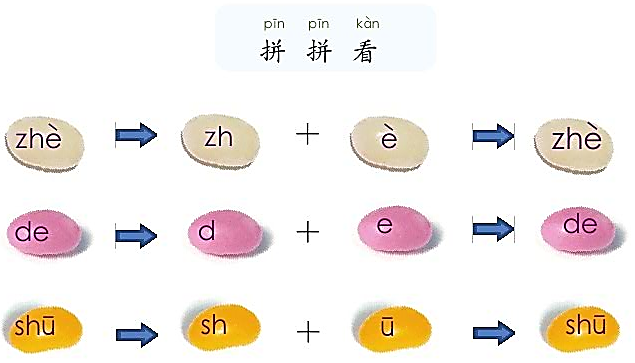 pīn pīn kàn
拼 拼 看
zhè zh + è zhè
de d + e de
shū sh + ū shū